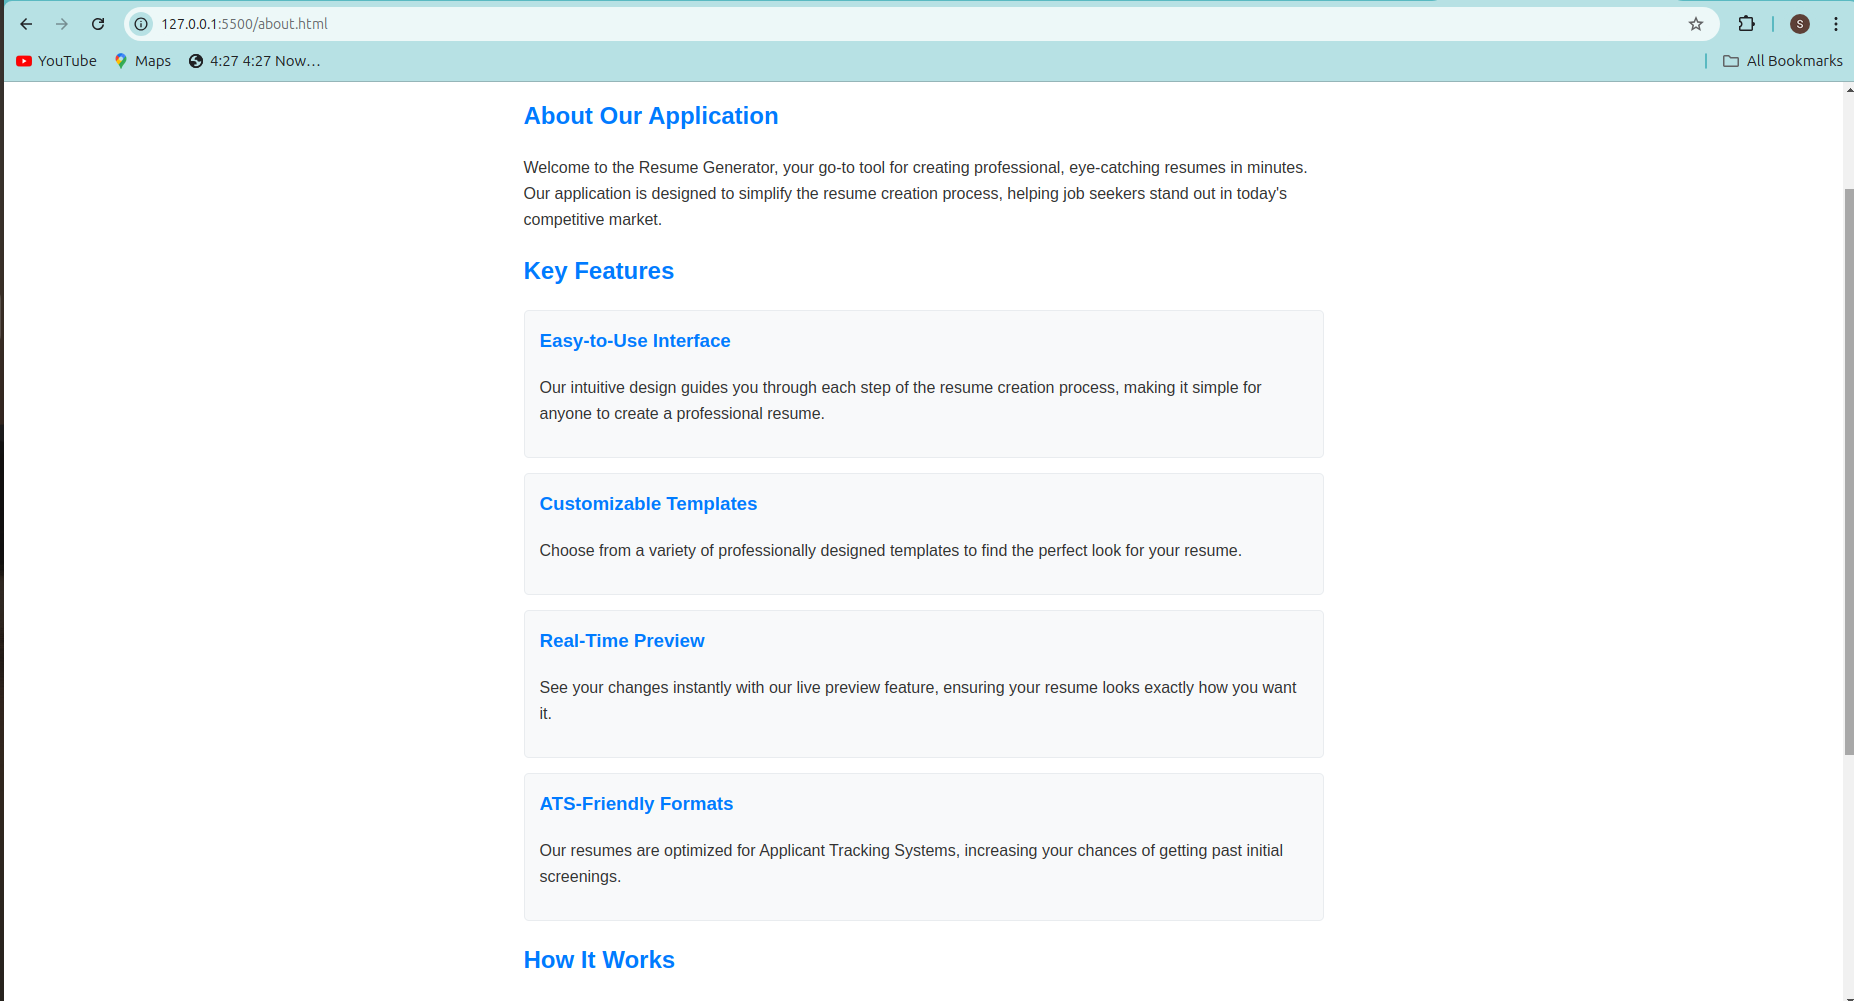 127.0.0.1:5500/about.html
S
YouTube
Maps
4:27 4:27 Now...
All Bookmarks
About Our Application
Welcome to the Resume Generator, your go-to tool for creating professional, eye-catching resumes in minutes.
Our application is designed to simplify the resume creation process, helping job seekers stand out in today's
competitive market.
Key Features
Easy-to-Use Interface
Our intuitive design guides you through each step of the resume creation process, making it simple for
anyone to create a professional resume.
Customizable Templates
Choose from a variety of professionally designed templates to find the perfect look for your resume.
Real-Time Preview
See your changes instantly with our live preview feature, ensuring your resume looks exactly how you want
it.
ATS-Friendly Formats
Our resumes are optimized for Applicant Tracking Systems, increasing your chances of getting past initial
screenings.
How It Works